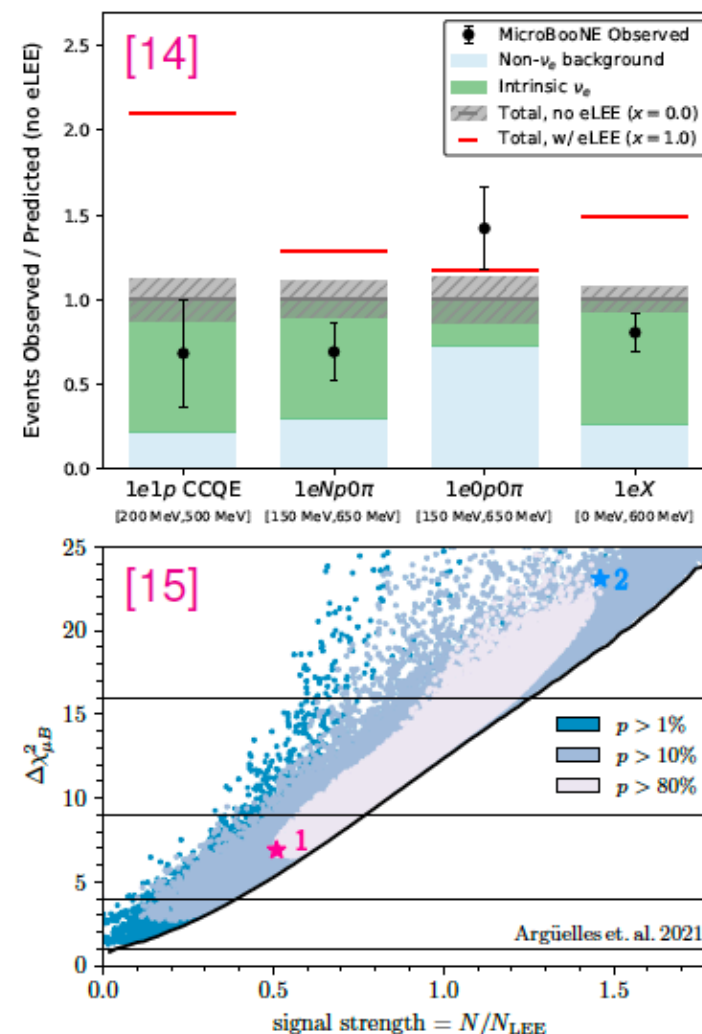 [14]
MicroBooNE Observed
Non-νe background
Intrinsic νe
Total, no eLEE (x = 0.0)
Total, w/ eLEE (x = 1.0)
Events Observed / Predicted (no eLEE)
2.5
2.0
1.5
1.0
0.5
0.0
1e1p CCQE 1eNp0π 1e0p0π 1eX
[200 MeV,500 MeV] [150 MeV,650 MeV] [150 MeV,650 MeV] [0 MeV,600 MeV]
[15]
25
20
15
10
5
0
Δχ²μB
2
p > 1%
p > 10%
p > 80%
1
Argüelles et. al. 2021
0.0 0.5 1.0 1.5
signal strength = N/NLEE